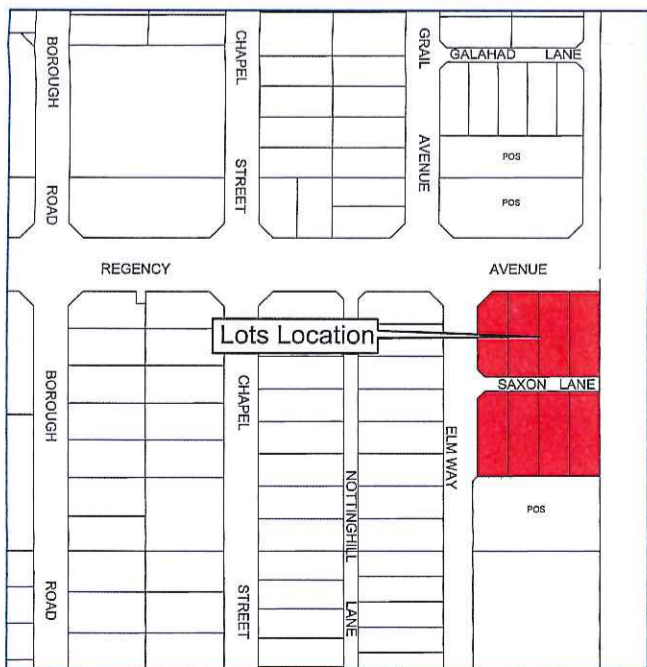 BOROUGH
ROAD
CHAPEL
STREET
GRAIL
AVENUE
GALAHAD LANE
POS
POS
REGENCY
AVENUE
Lots Location
BOROUGH
ROAD
CHAPEL
STREET
NOTTINGHILL
LANE
ELM WAY
SAXON LANE
POS